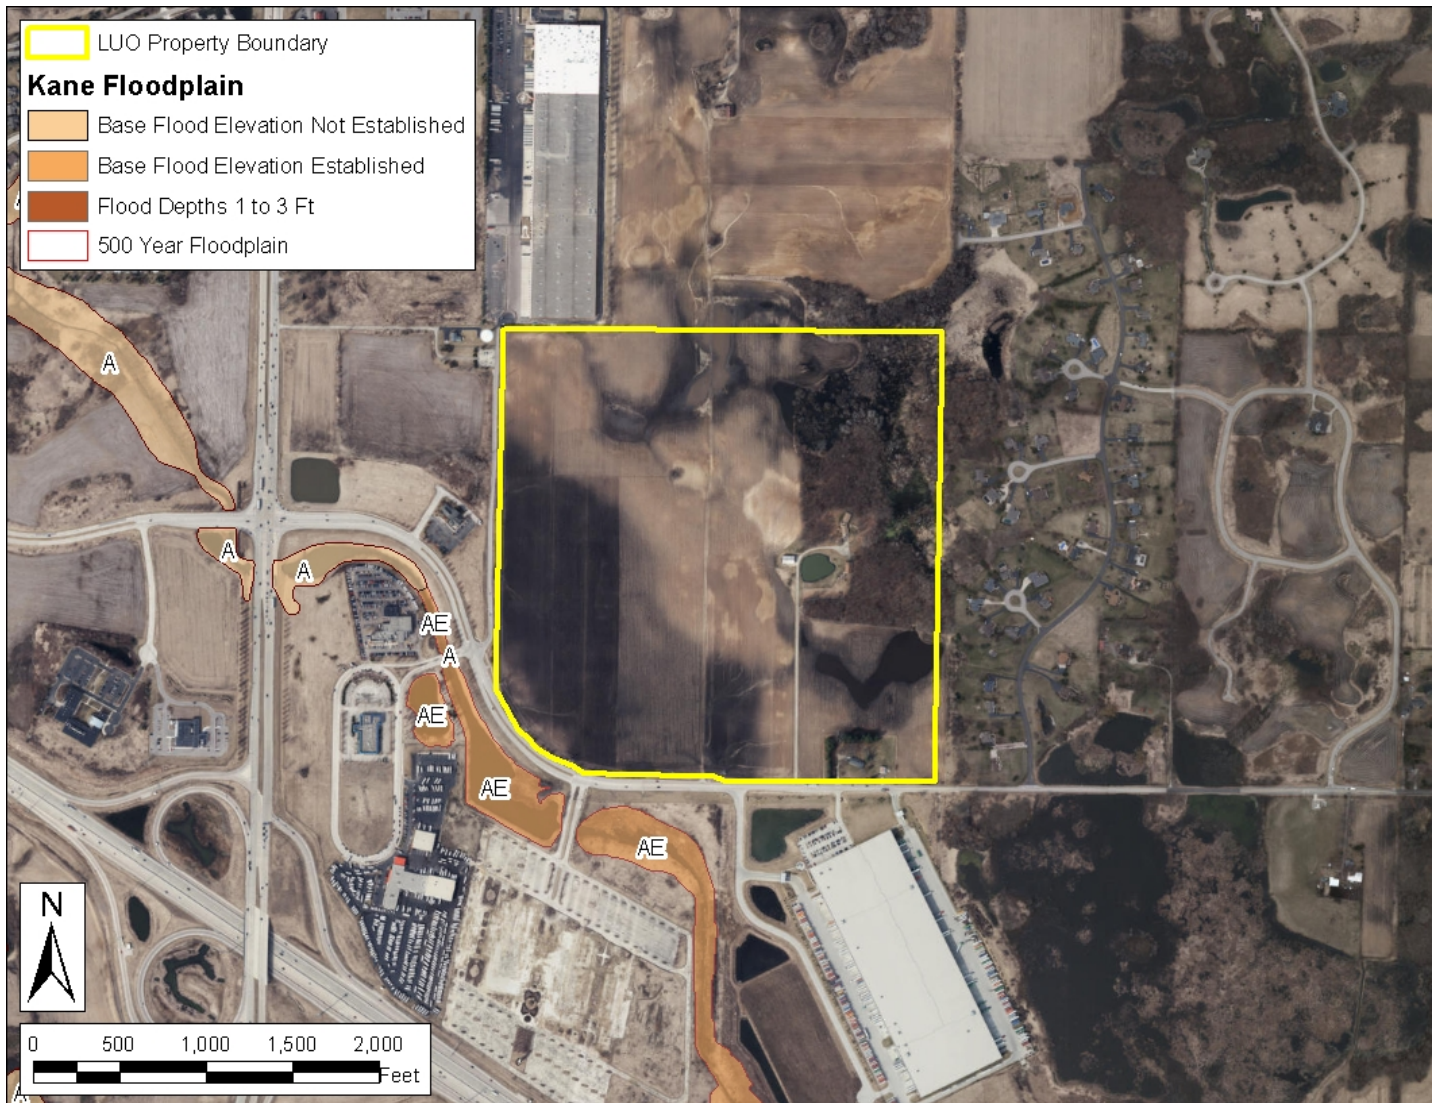 LUO Property Boundary
Kane Floodplain
Base Flood Elevation Not Established
Base Flood Elevation Established
Flood Depths 1 to 3 Ft
500 Year Floodplain
A
A
A
A
AE
A
AE
AE
AE
N
0 500 1,000 1,500 2,000
Feet
A